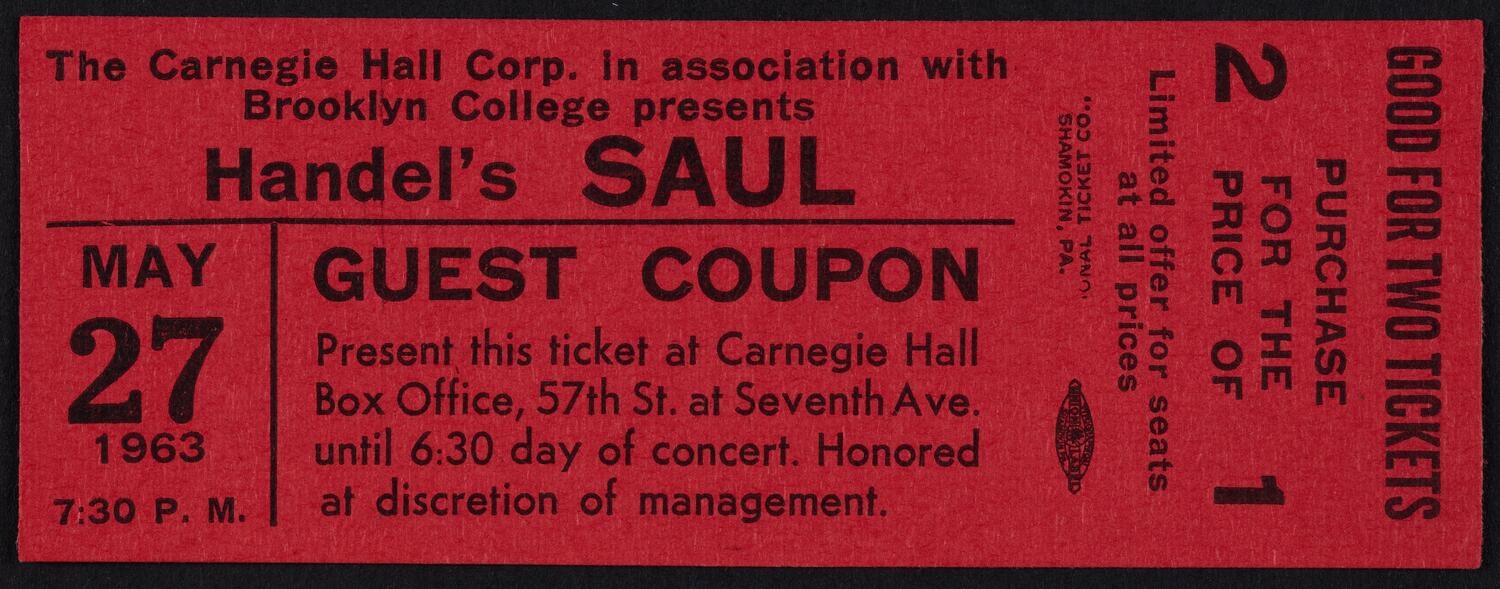 The Carnegie Hall Corp. in association with
Brooklyn College presents
Handel's SAUL
MAY
27
1963
7:30 P. M.
GUEST COUPON
Present this ticket at Carnegie Hall
Box Office, 57th St. at Seventh Ave.
until 6:30 day of concert. Honored
at discretion of management.
GOOD FOR TWO TICKETS
PURCHASE
FOR THE
PRICE OF
2 1
Limited offer for seats
at all prices
ONAL TICKET CO.,
SHAMOKIN, PA.